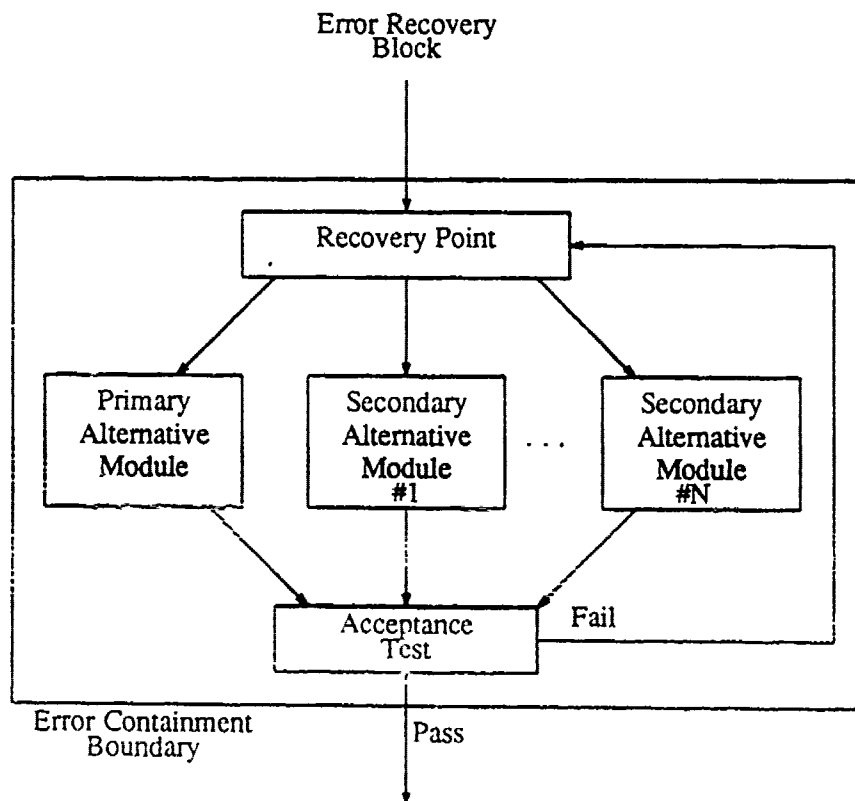 Error Recovery
Block
Recovery Point
Primary
Alternative
Module
Secondary
Alternative
Module
#1
. . .
Secondary
Alternative
Module
#N
Acceptance
Test
Fail
Error Containment
Boundary
Pass